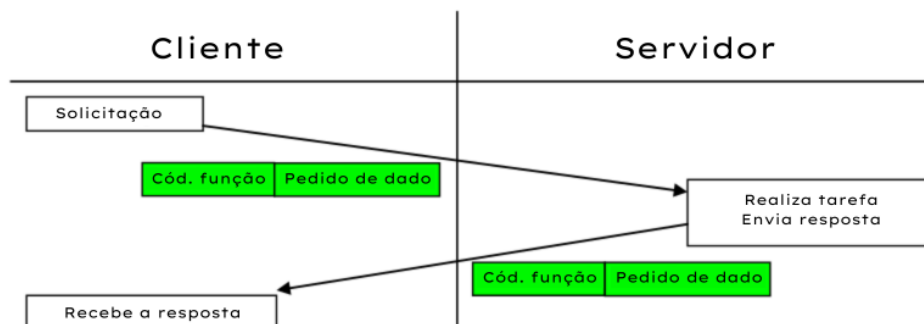 Cliente
Servidor
Solicitação
Cód. função
Pedido de dado
Realiza tarefa
Envia resposta
Cód. função
Pedido de dado
Recebe a resposta